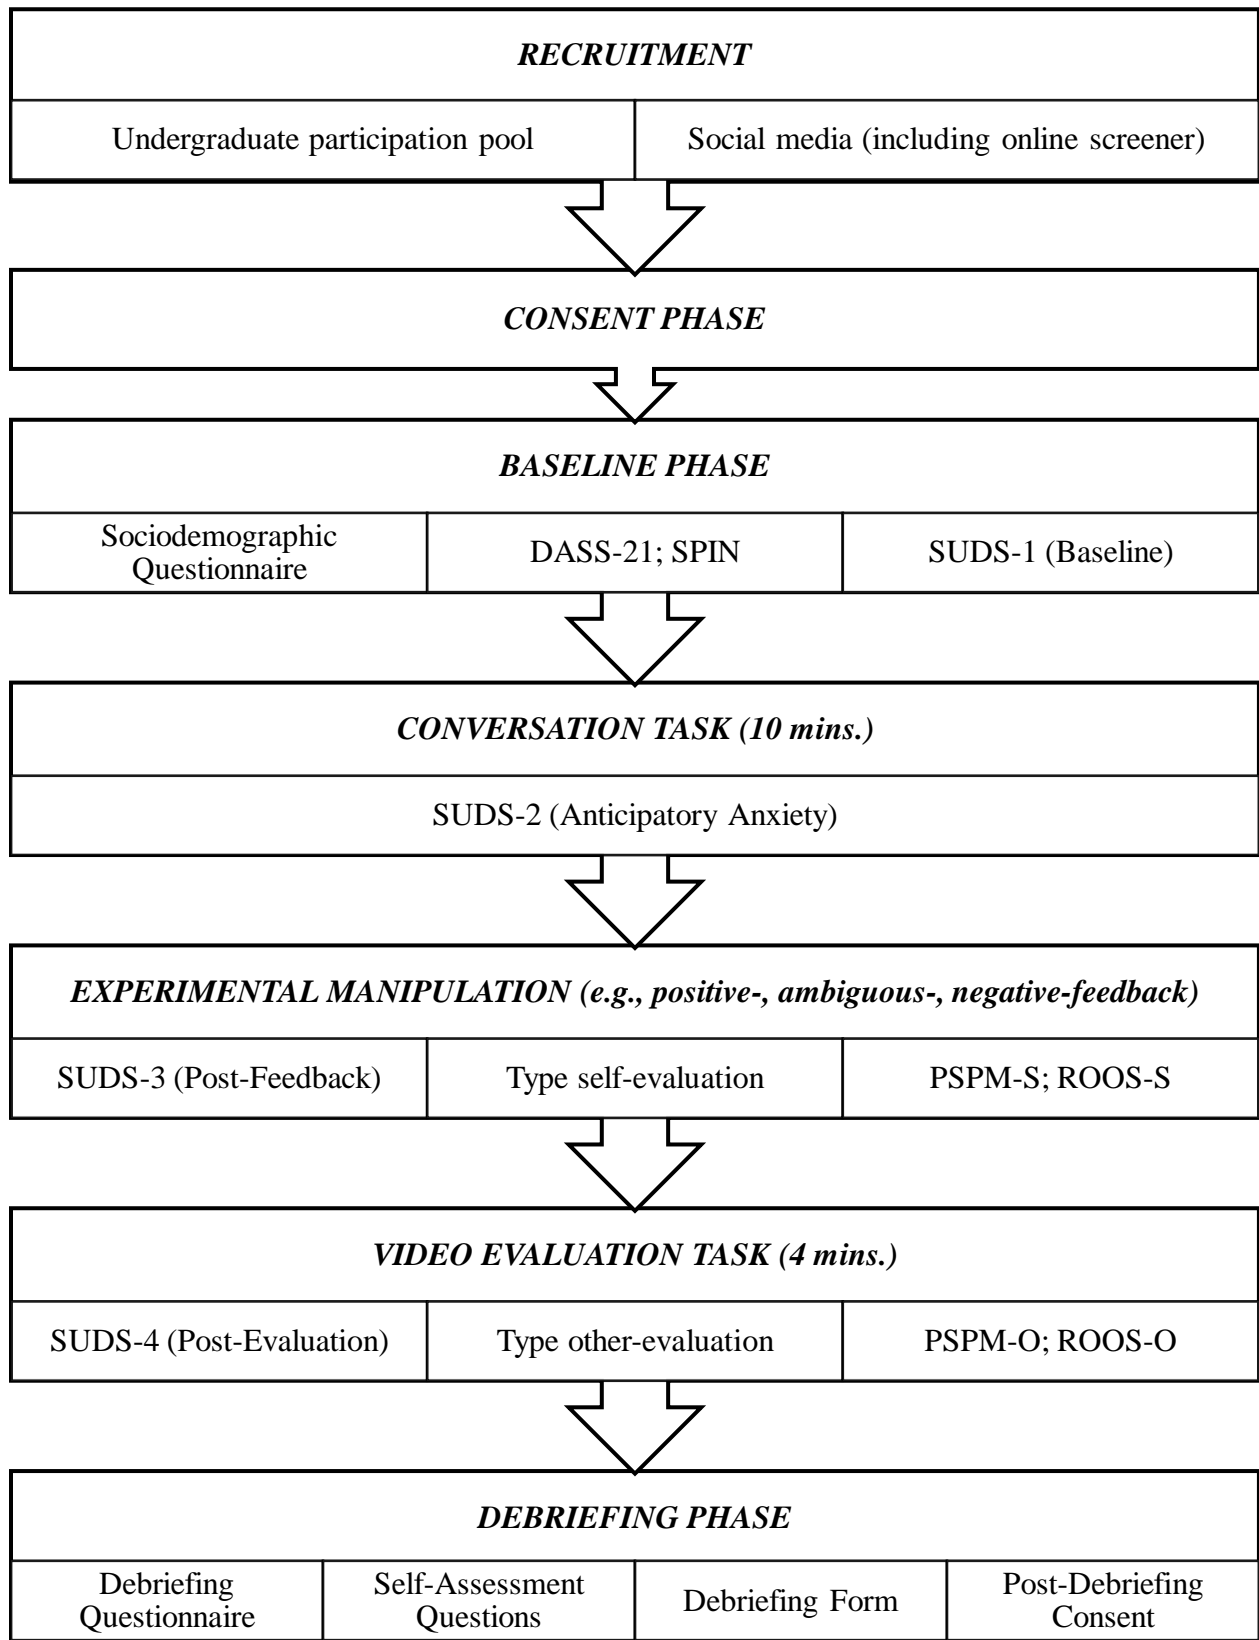 RECRUITMENT
Undergraduate participation pool
Social media (including online screener)
CONSENT PHASE
BASELINE PHASE
Sociodemographic
Questionnaire
DASS-21; SPIN
SUDS-1 (Baseline)
CONVERSATION TASK (10 mins.)
SUDS-2 (Anticipatory Anxiety)
EXPERIMENTAL MANIPULATION (e.g., positive-, ambiguous-, negative-feedback)
SUDS-3 (Post-Feedback)
Type self-evaluation
PSPM-S; ROOS-S
VIDEO EVALUATION TASK (4 mins.)
SUDS-4 (Post-Evaluation)
Type other-evaluation
PSPM-O; ROOS-O
DEBRIEFING PHASE
Debriefing
Questionnaire
Self-Assessment
Questions
Debriefing Form
Post-Debriefing
Consent